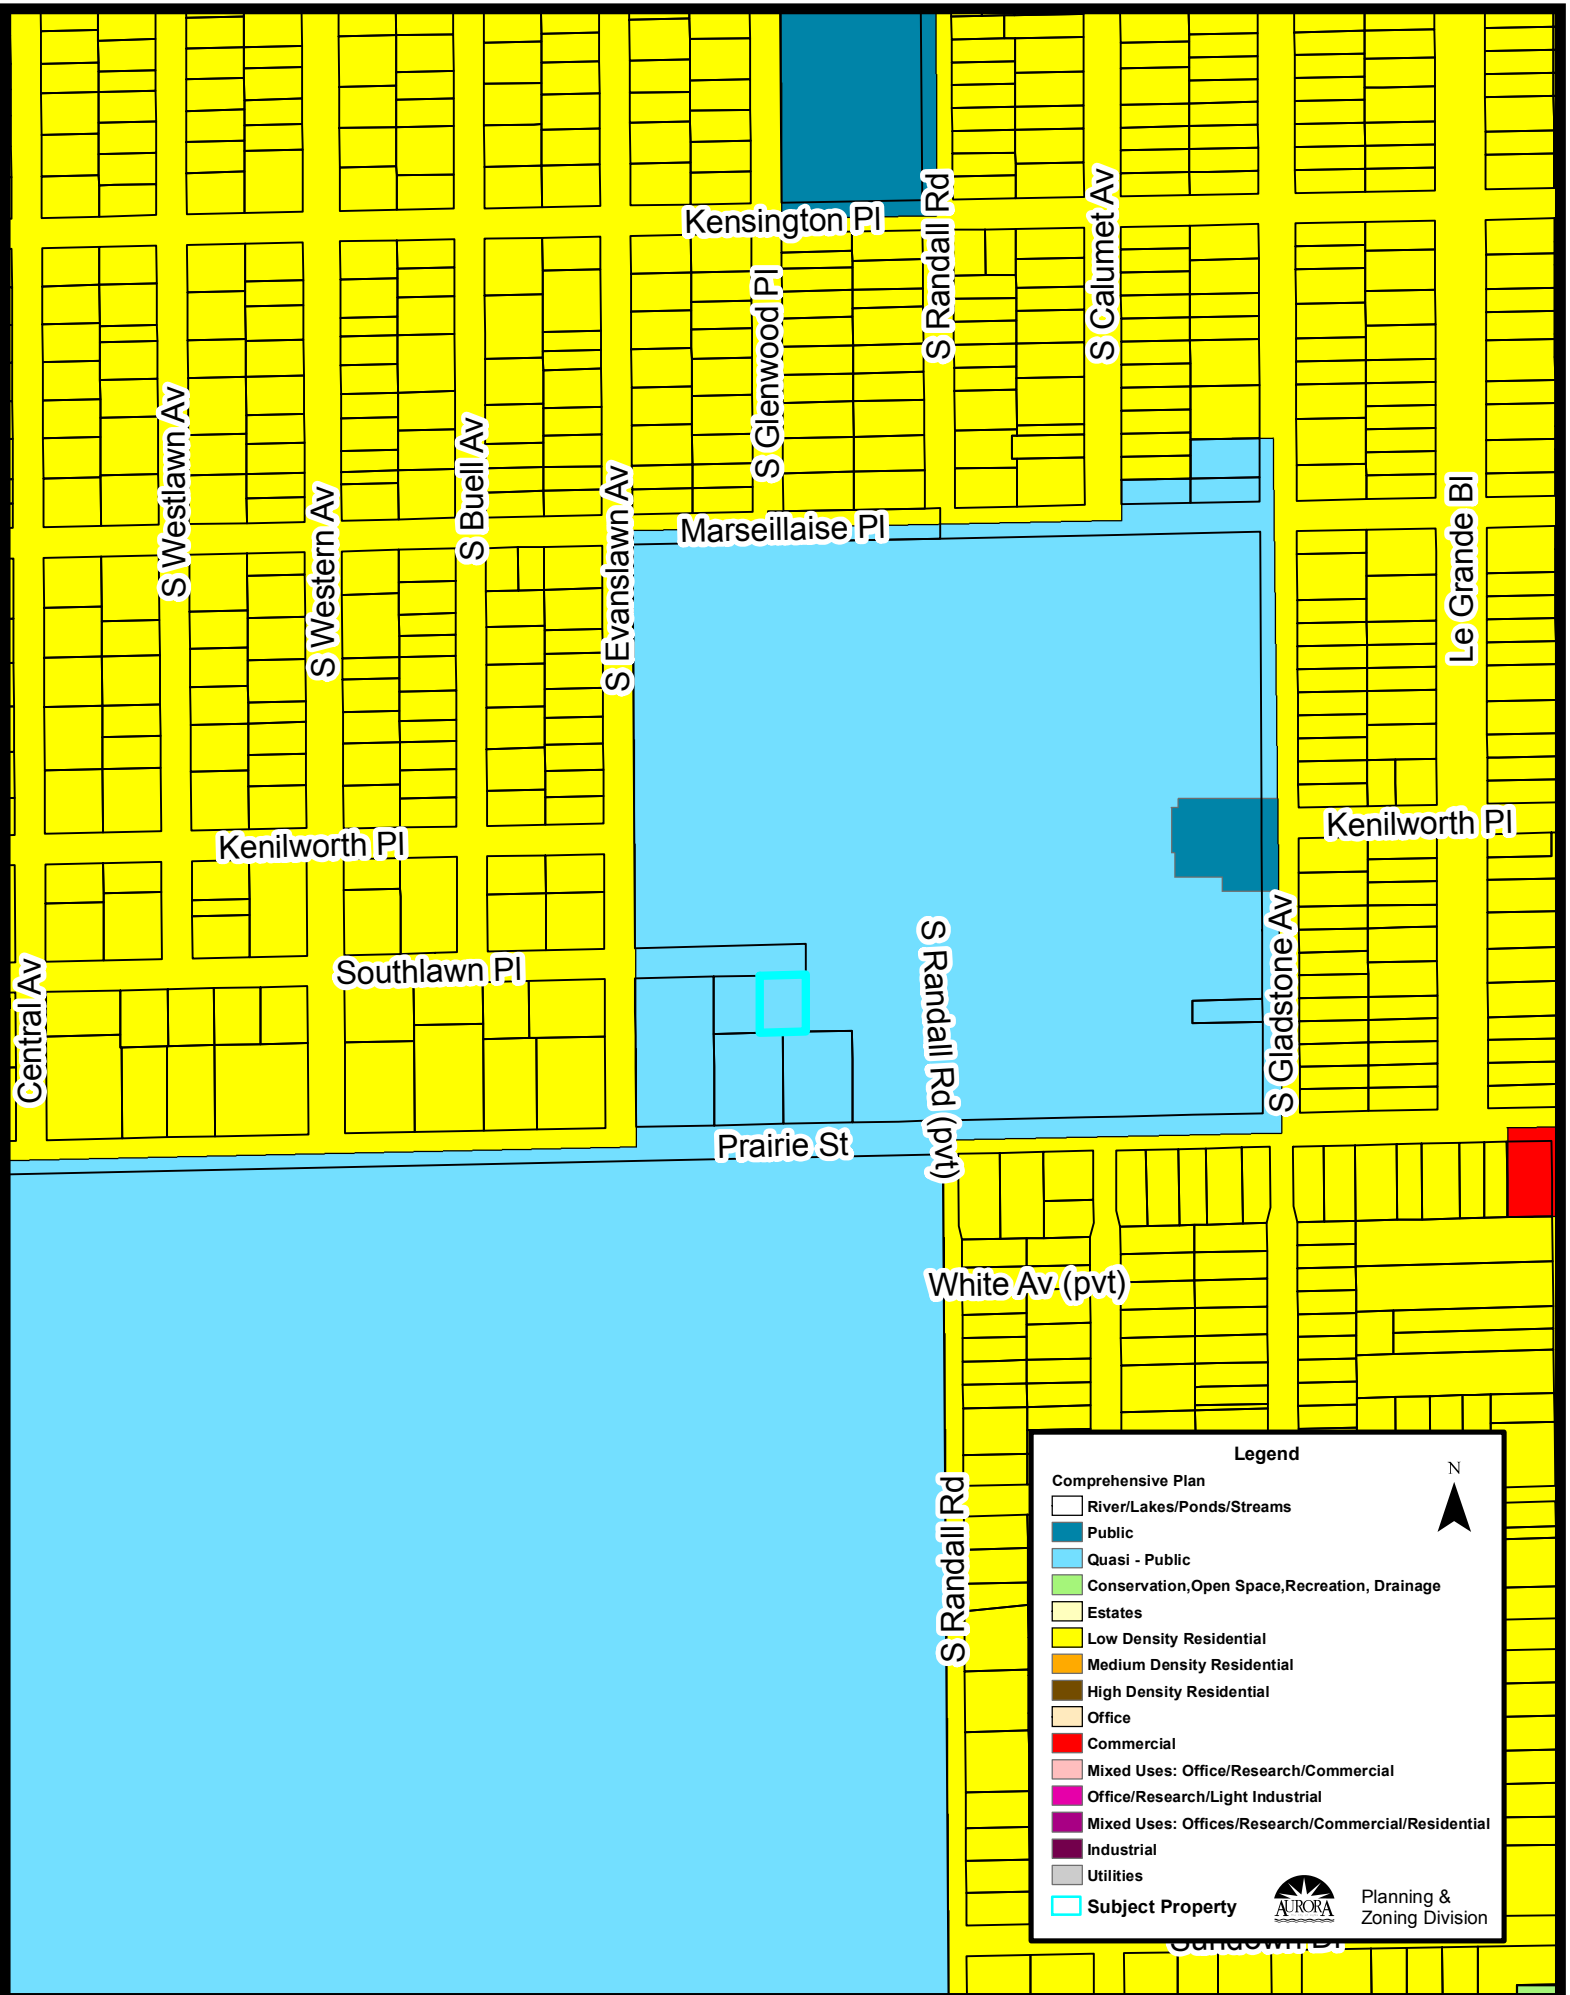 Kensington Pl
S Randall Rd
S Calumet Av
S Glenwood Pl
S Westlawn Av
S Buell Av
S Western Av
S Evanslawn Av
Marseillaise Pl
Le Grande Bl
Kenilworth Pl
Kenilworth Pl
Central Av
Southlawn Pl
S Randall Rd (pvt)
S Gladstone Av
Prairie St
White Av (pvt)
S Randall Rd
Legend
N
Comprehensive Plan
River/Lakes/Ponds/Streams
Public
Quasi - Public
Conservation,Open Space,Recreation, Drainage
Estates
Low Density Residential
Medium Density Residential
High Density Residential
Office
Commercial
Mixed Uses: Office/Research/Commercial
Office/Research/Light Industrial
Mixed Uses: Offices/Research/Commercial/Residential
Industrial
Utilities
Subject Property
AURORA
Planning &
Zoning Division
Sundown Dr